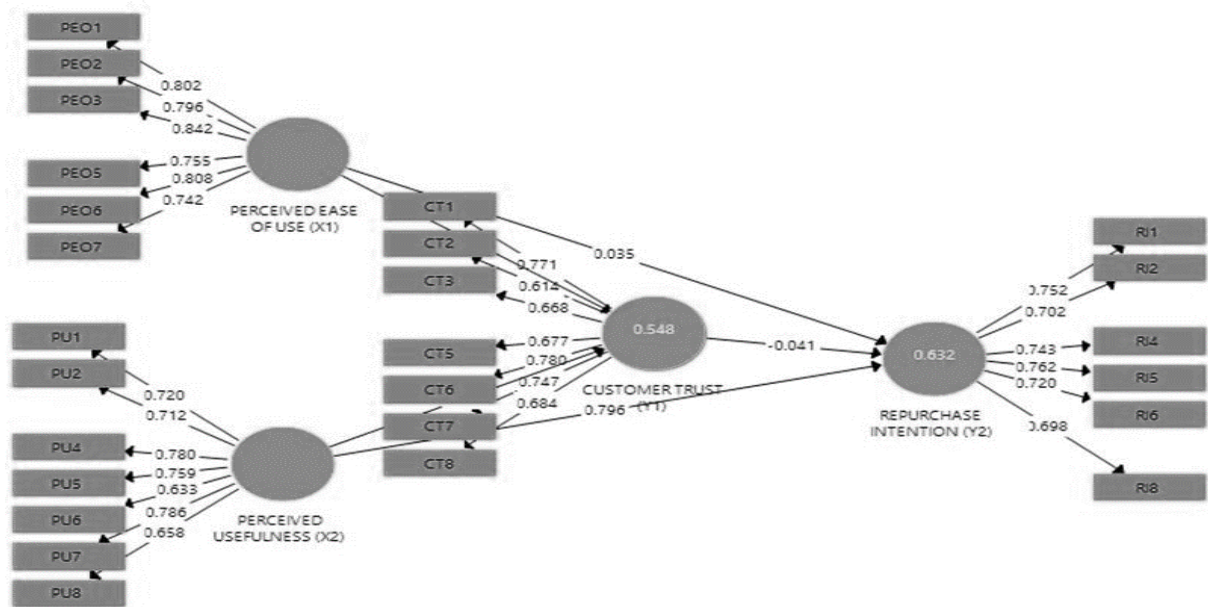 PEO1
PEO2
PEO3
PEO5
PEO6
PEO7
0.802
0.796
0.842
0.755
0.808
0.742
PERCEIVED EASE
OF USE (X1)
PU1
PU2
PU4
PU5
PU6
PU7
PU8
0.720
0.712
0.780
0.759
0.633
0.786
0.658
PERCEIVED
USEFULNESS (X2)
CT1
CT2
CT3
CT5
CT6
CT7
CT8
0.771
0.614
0.668
0.677
0.780
0.747
0.684
0.548
CUSTOMER TRUST
(Y1)
0.035
-0.041
0.796
0.632
REPURCHASE
INTENTION (Y2)
0.752
0.702
0.743
0.762
0.720
0.698
RI1
RI2
RI4
RI5
RI6
RI8